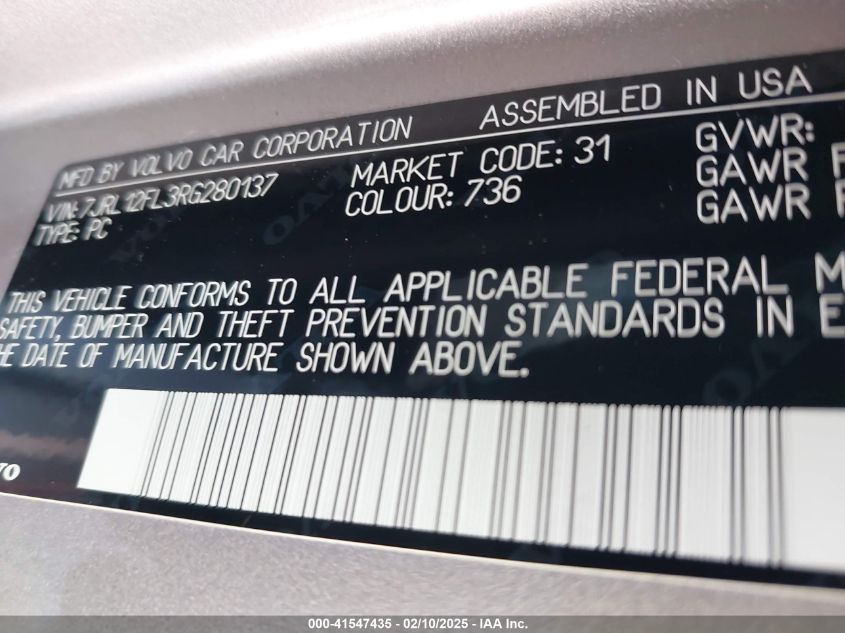 MFD BY VOLVO CAR CORPORATION ASSEMBLED IN USA
VIN: 7JRL12FL3RG280137 MARKET CODE: 31 GVWR:
TYPE: PC COLOUR: 736 GAWR F
GAWR
THIS VEHICLE CONFORMS TO ALL APPLICABLE FEDERAL M
SAFETY, BUMPER AND THEFT PREVENTION STANDARDS IN E
HE DATE OF MANUFACTURE SHOWN ABOVE.
VO
000-41547435 - 02/10/2025 - IAA Inc.